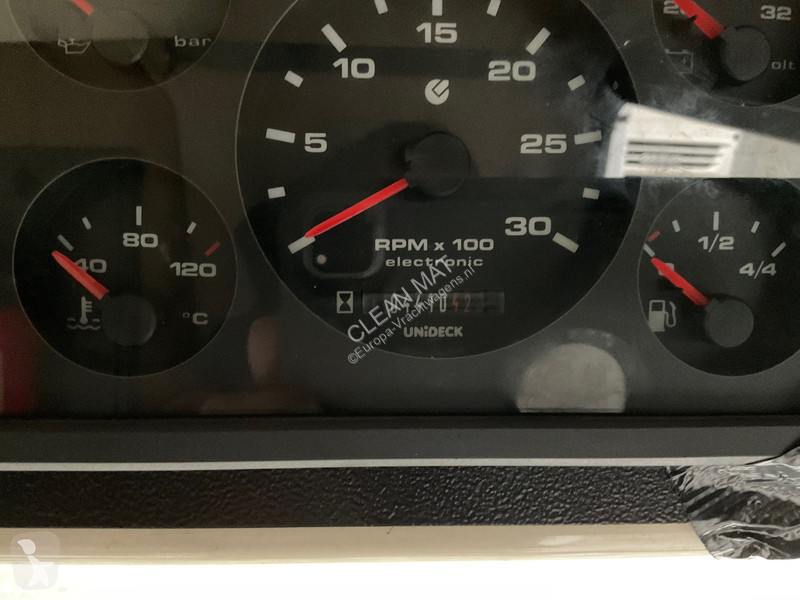 bar
15
10
20
5
25
30
RPM x 100
electronic
UNiDECK
40
80
120
°C
32
1/2
4/4
CLEAN MAT
©Europa-Vrachwagens.nl